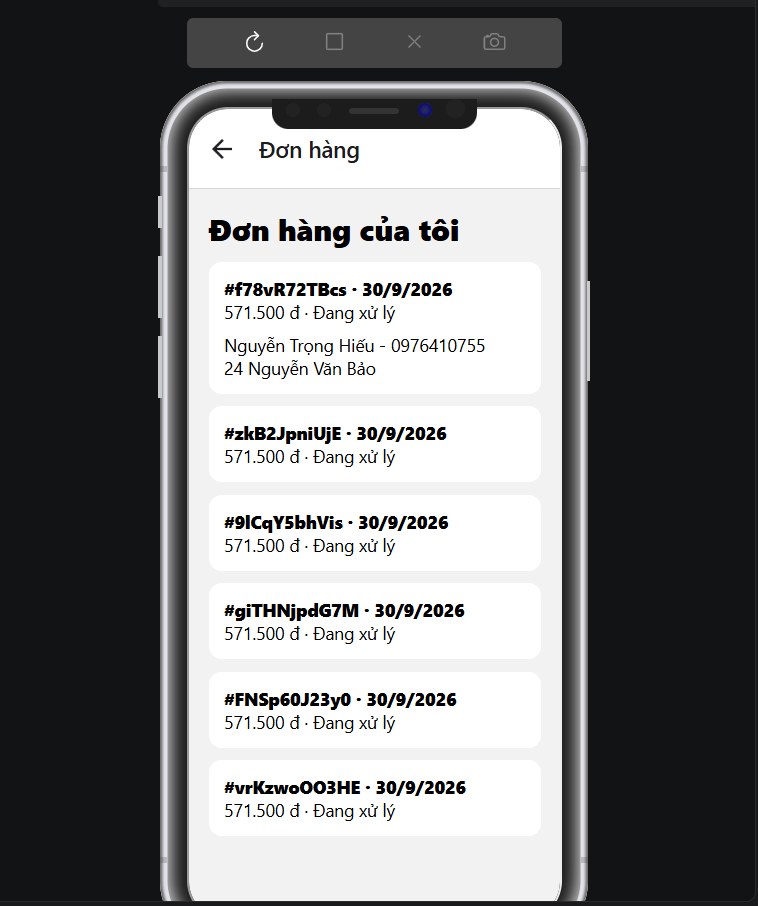 Đơn hàng
Đơn hàng của tôi
#f78vR72TBcs · 30/9/2026
571.500 đ · Đang xử lý
Nguyễn Trọng Hiếu - 0976410755
24 Nguyễn Văn Bảo
#zkB2JpniUjE · 30/9/2026
571.500 đ · Đang xử lý
#9lCqY5bhVis · 30/9/2026
571.500 đ · Đang xử lý
#giTHNjpdG7M · 30/9/2026
571.500 đ · Đang xử lý
#FNSp60J23y0 · 30/9/2026
571.500 đ · Đang xử lý
#vrKzwoOO3HE · 30/9/2026
571.500 đ · Đang xử lý